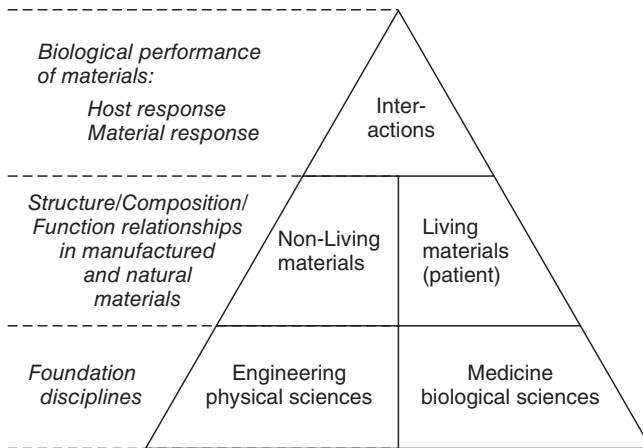 Biological performance
of materials:
Host response
Material response
Inter-
actions
Structure/Composition/
Function relationships
in manufactured
and natural
materials
Non-Living
materials
Living
materials
(patient)
Foundation
disciplines
Engineering
physical sciences
Medicine
biological sciences